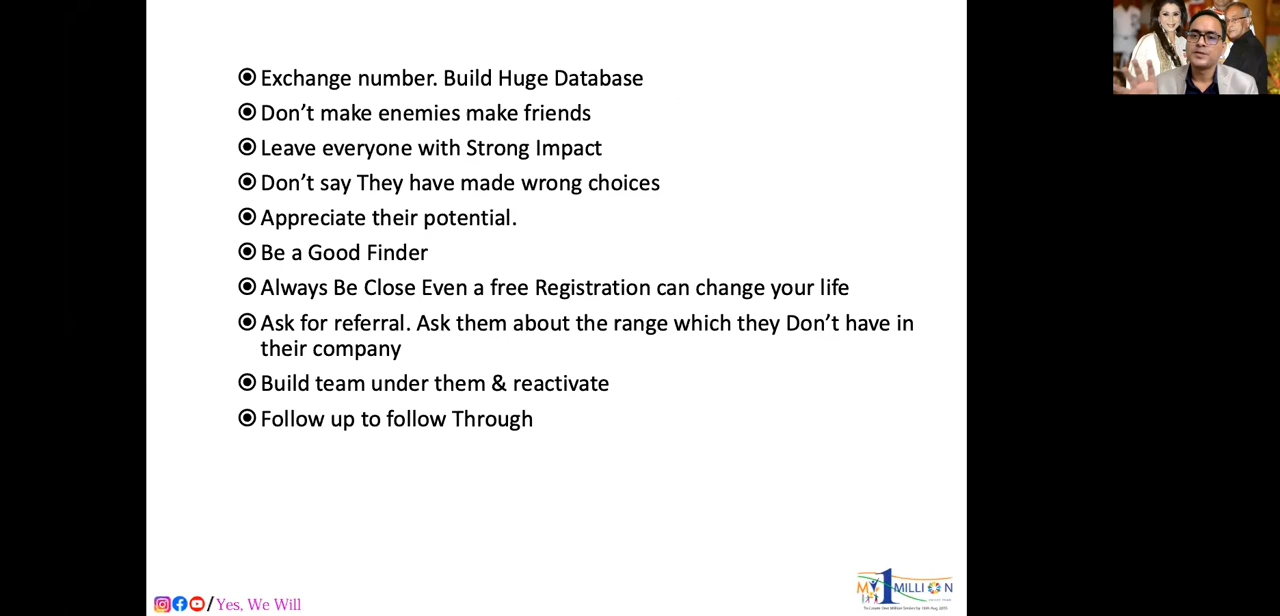 Exchange number. Build Huge Database
Don't make enemies make friends
Leave everyone with Strong Impact
Don't say They have made wrong choices
Appreciate their potential.
Be a Good Finder
Always Be Close Even a free Registration can change your life
Ask for referral. Ask them about the range which they Don't have in
their company
Build team under them & reactivate
Follow up to follow Through
/Yes, We Will
MY 1 MILLION